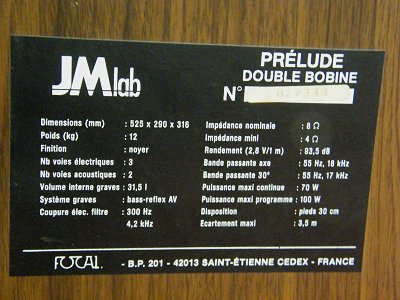 JMlab
PRÉLUDE
DOUBLE BOBINE
N° 829338
Dimensions (mm) : 525 x 290 x 316
Poids (kg) : 12
Finition : noyer
Nb voies électriques : 3
Nb voies acoustiques : 2
Volume interne graves : 31,5 l
Système graves : bass-reflex AV
Coupure élec. filtre : 300 Hz
4,2 kHz
Impédance nominale : 8 Ω
Impédance mini : 4 Ω
Rendement (2,8 V/1 m) : 93,5 dB
Bande passante axe : 55 Hz, 18 kHz
Bande passante 30° : 55 Hz, 17 kHz
Puissance maxi continue : 70 W
Puissance maxi programme : 100 W
Disposition : pieds 30 cm
Ecartement maxi : 3,5 m
FOCAL - B.P. 201 - 42013 SAINT-ÉTIENNE CEDEX - FRANCE